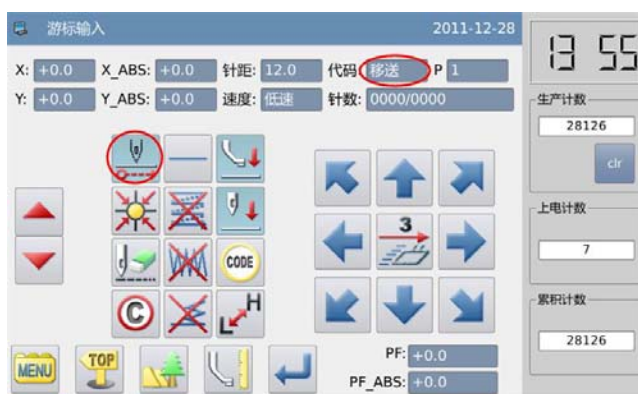 游标输入 2011-12-28
X: +0.0 X_ABS: +0.0 针距: 12.0 代码: 移送 P 1
Y: +0.0 Y_ABS: +0.0 速度: 低速 针数: 0000/0000
13 55
生产计数
28126
clr
上电计数
7
累积计数
28126
3
CODE
C
H
L
MENU
TOP
PF: +0.0
PF_ABS: +0.0